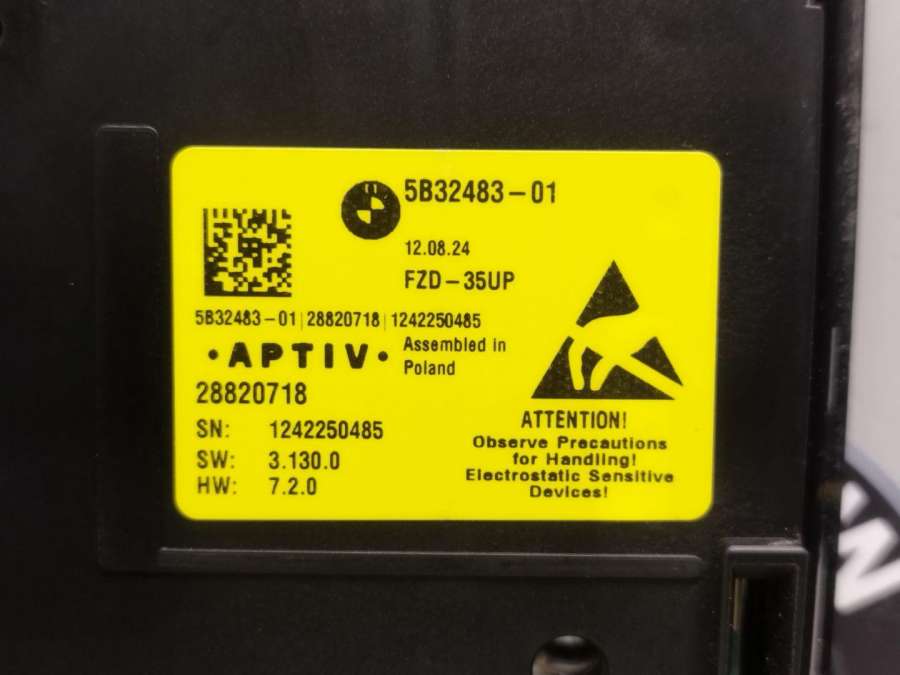 5B32483-01
12.08.24
FZD-35UP
5B32483-01|28820718|1242250485
• APTIV •
Assembled in
Poland
28820718
SN: 1242250485
SW: 3.130.0
HW: 7.2.0
ATTENTION!
Observe Precautions
for Handling!
Electrostatic Sensitive
Devices!